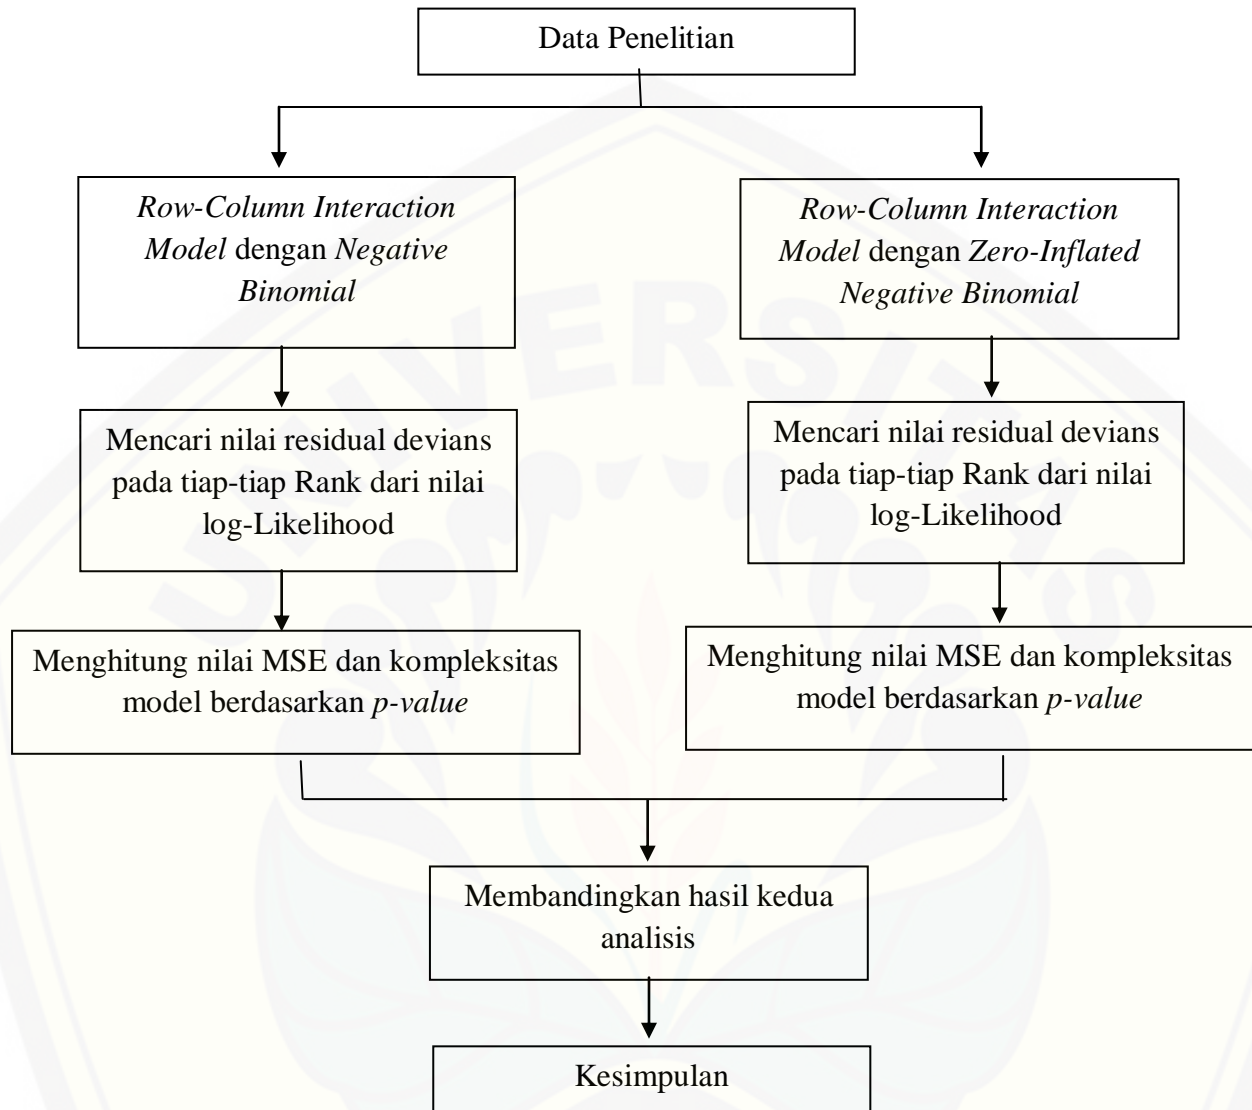 Data Penelitian
Row-Column Interaction
Model dengan Negative
Binomial
Row-Column Interaction
Model dengan Zero-Inflated
Negative Binomial
Mencari nilai residual devians
pada tiap-tiap Rank dari nilai
log-Likelihood
Mencari nilai residual devians
pada tiap-tiap Rank dari nilai
log-Likelihood
Menghitung nilai MSE dan kompleksitas
model berdasarkan p-value
Menghitung nilai MSE dan kompleksitas
model berdasarkan p-value
Membandingkan hasil kedua
analisis
Kesimpulan
UNIVERSITAS